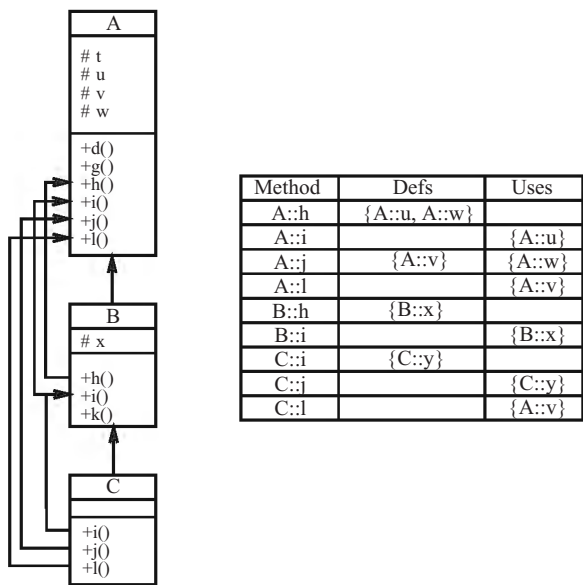 A
# t
# u
# v
# w
+d()
+g()
+h()
+i()
+j()
+l()
B
# x
+h()
+i()
+k()
C
+i()
+j()
+l()
Method Defs Uses
A::h {A::u, A::w}
A::i {A::u}
A::j {A::v} {A::w}
A::l {A::v}
B::h {B::x}
B::i {B::x}
C::i {C::y}
C::j {C::y}
C::l {A::v}